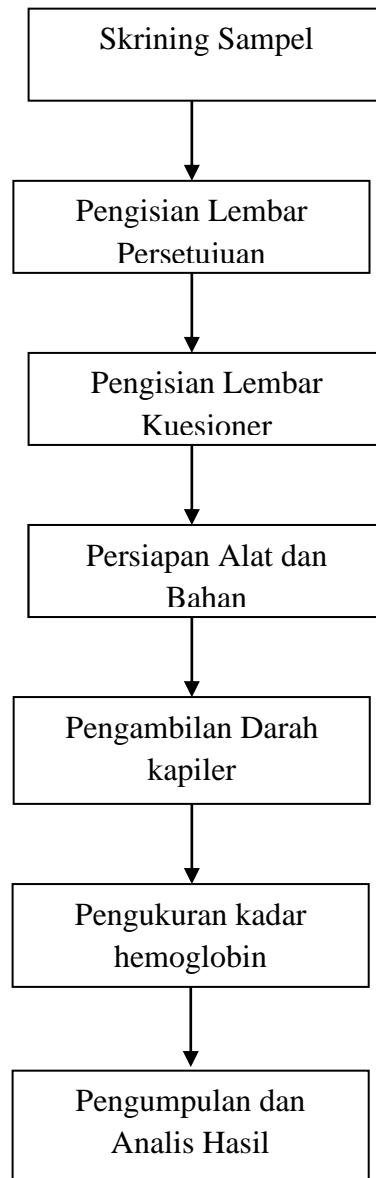 Skrining Sampel
Pengisian Lembar
Persetujuan
Pengisian Lembar
Kuesioner
Persiapan Alat dan
Bahan
Pengambilan Darah
kapiler
Pengukuran kadar
hemoglobin
Pengumpulan dan
Analis Hasil